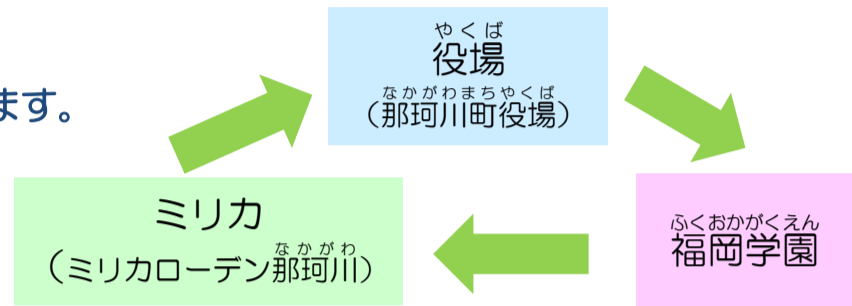 やくば
役場
なかがわまちやくば
（那珂川町役場）
ます。
ミリカ
なかがわ
（ミリカローデン那珂川）
ふくおかがくえん
福岡学園